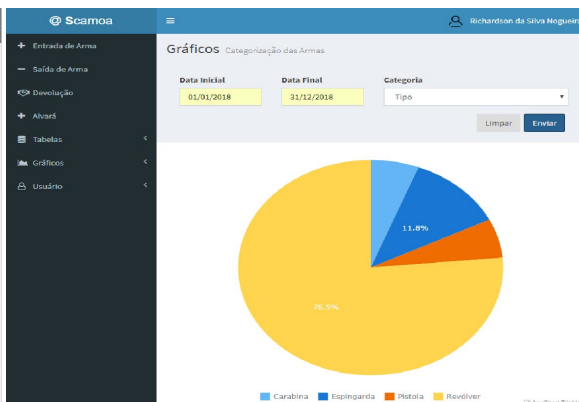 @ Scamoa
Richardson da Silva Nogueira
Entrada de Arma
Saída de Arma
Devolução
Alvará
Tabelas
Gráficos
Usuário
Gráficos Categorização das Armas
Data Inicial Data Final Categoria
01/01/2018 31/12/2018 Tipo
Limpar Enviar
11.8%
76.5%
Carabina Espingarda Pistola Revólver